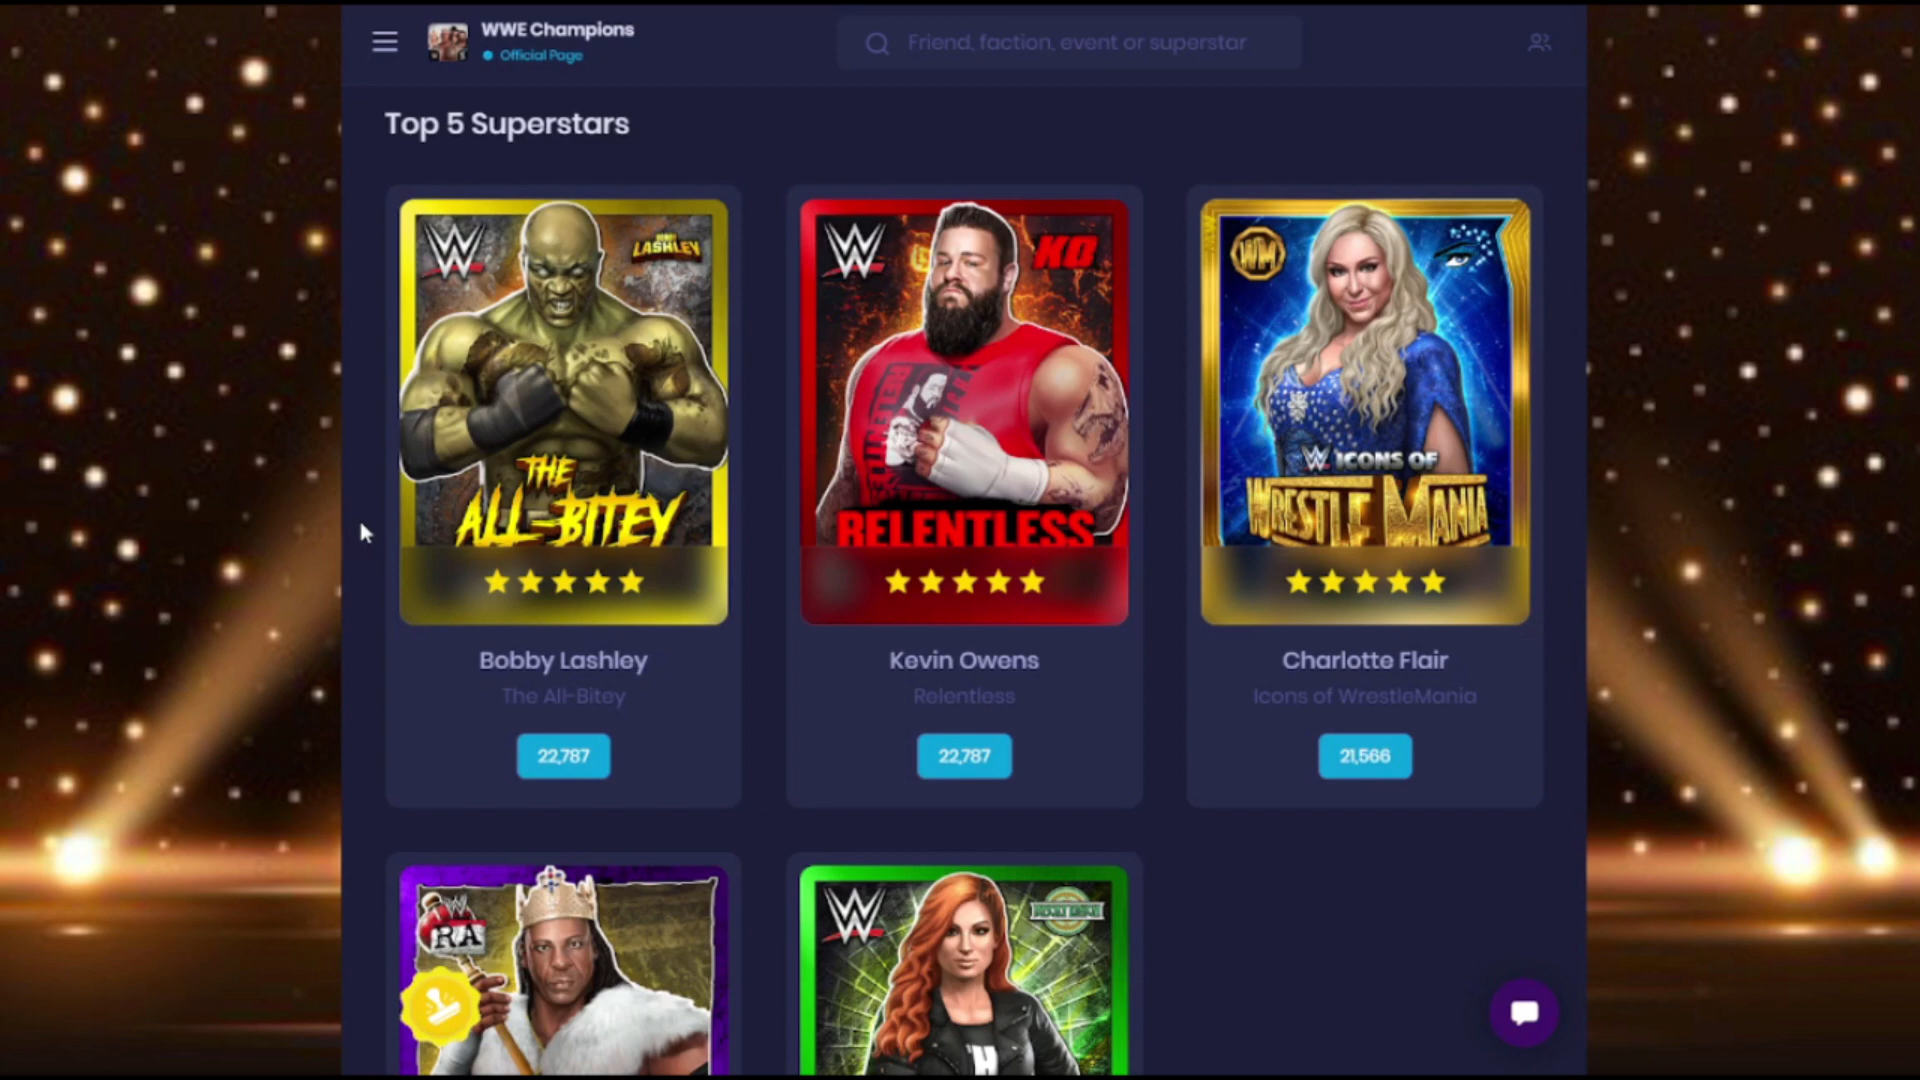 WWE Champions
Official Page
Friend, faction, event or superstar
Top 5 Superstars
W
LASHLEY
THE
ALL-BITEY
W
KO
RELENTLESS
WM
W ICONS OF
WRESTLEMANIA
Bobby Lashley
The All-Bitey
22,787
Kevin Owens
Relentless
22,787
Charlotte Flair
Icons of WrestleMania
21,566
W
RA
W
BECKY LYNCH